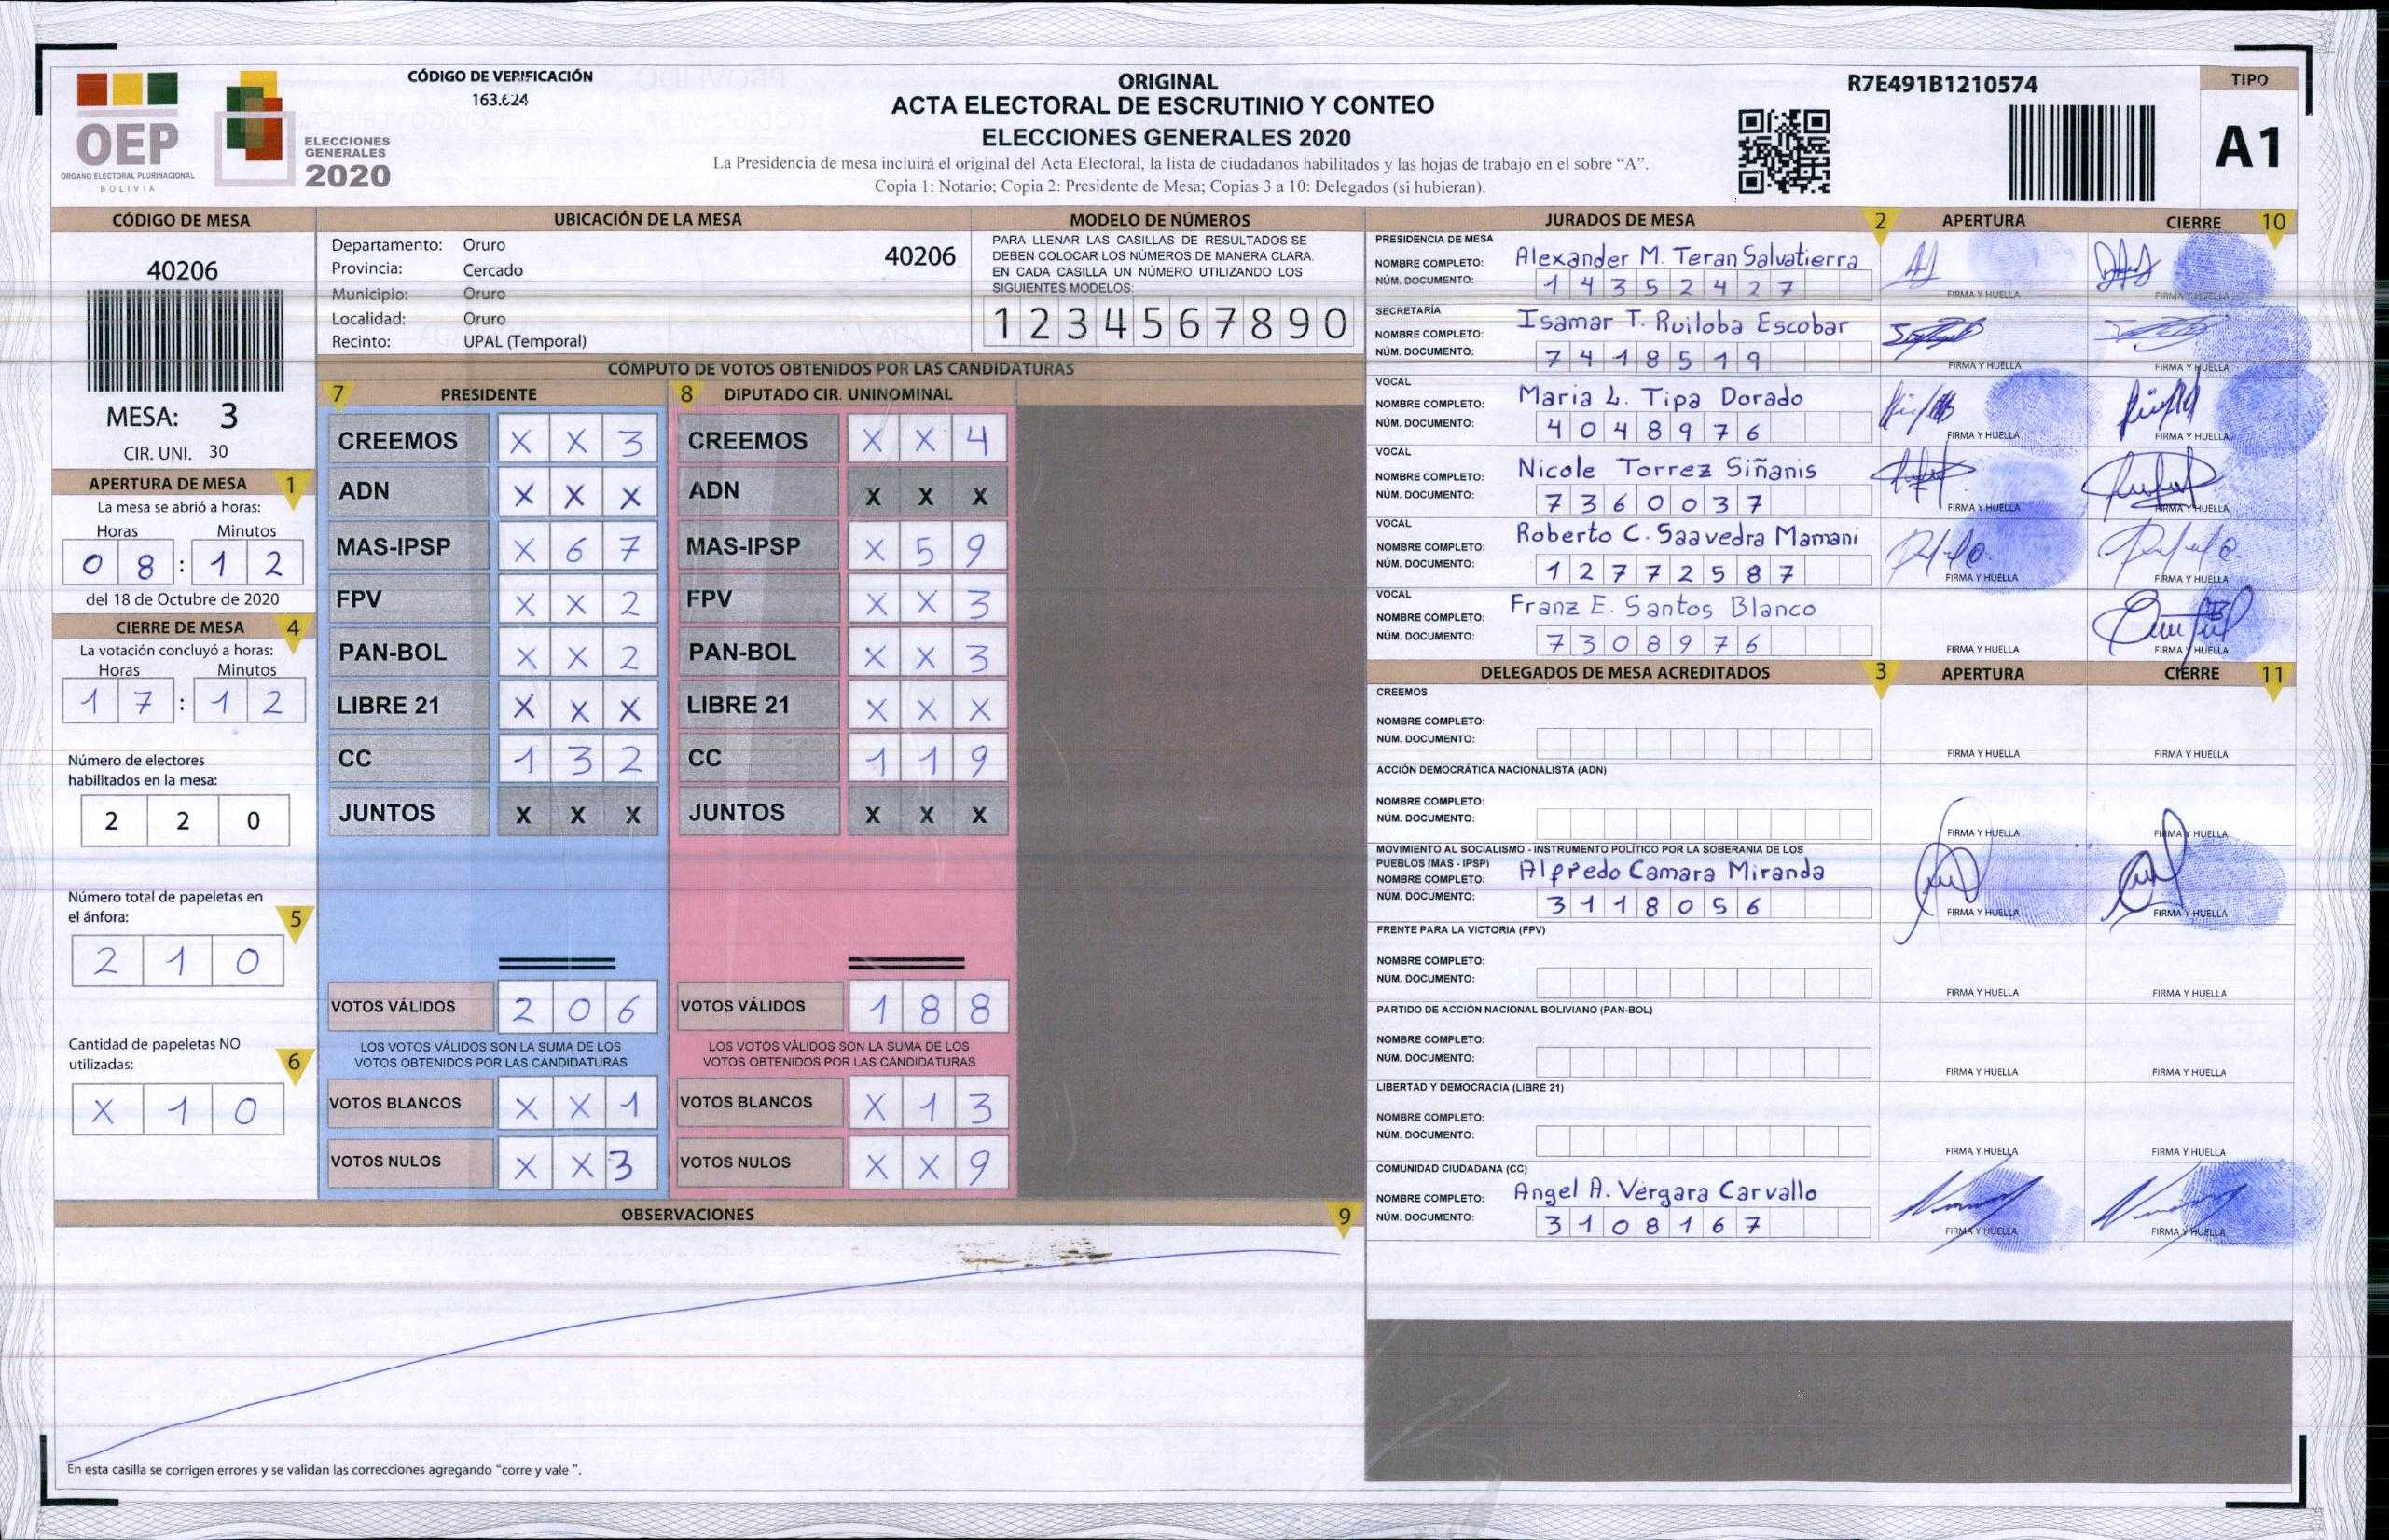 OEP
ÓRGANO ELECTORAL PLURINACIONAL
BOLIVIA
ELECCIONES
GENERALES
2020
CÓDIGO DE VERIFICACIÓN
163.624
ORIGINAL
ACTA ELECTORAL DE ESCRUTINIO Y CONTEO
ELECCIONES GENERALES 2020
La Presidencia de mesa incluirá el original del Acta Electoral, la lista de ciudadanos habilitados y las hojas de trabajo en el sobre “A”.
Copia 1: Notario; Copia 2: Presidente de Mesa; Copias 3 a 10: Delegados (si hubieran).
R7E491B1210574
TIPO
A1
CÓDIGO DE MESA
40206
MESA: 3
CIR. UNI. 30
APERTURA DE MESA 1
La mesa se abrió a horas:
Horas Minutos
0 8 : 1 2
del 18 de Octubre de 2020
CIERRE DE MESA 4
La votación concluyó a horas:
Horas Minutos
1 7 : 1 2
Número de electores
habilitados en la mesa:
2 2 0
Número total de papeletas en
el ánfora: 5
2 1 0
Cantidad de papeletas NO
utilizadas: 6
X 1 0
UBICACIÓN DE LA MESA
Departamento: Oruro 40206
Provincia: Cercado
Municipio: Oruro
Localidad: Oruro
Recinto: UPAL (Temporal)
MODELO DE NÚMEROS
PARA LLENAR LAS CASILLAS DE RESULTADOS SE
DEBEN COLOCAR LOS NÚMEROS DE MANERA CLARA.
EN CADA CASILLA UN NÚMERO, UTILIZANDO LOS
SIGUIENTES MODELOS:
1 2 3 4 5 6 7 8 9 0
CÓMPUTO DE VOTOS OBTENIDOS POR LAS CANDIDATURAS
7 PRESIDENTE
CREEMOS X X 3
ADN X X X
MAS-IPSP X 6 7
FPV X X 2
PAN-BOL X X 2
LIBRE 21 X X X
CC 1 3 2
JUNTOS X X X
VOTOS VÁLIDOS 2 0 6
LOS VOTOS VÁLIDOS SON LA SUMA DE LOS
VOTOS OBTENIDOS POR LAS CANDIDATURAS
VOTOS BLANCOS X X 1
VOTOS NULOS X X 3
8 DIPUTADO CIR. UNINOMINAL
CREEMOS X X 4
ADN X X X
MAS-IPSP X 5 9
FPV X X 3
PAN-BOL X X 3
LIBRE 21 X X X
CC 1 1 9
JUNTOS X X X
VOTOS VÁLIDOS 1 8 8
LOS VOTOS VÁLIDOS SON LA SUMA DE LOS
VOTOS OBTENIDOS POR LAS CANDIDATURAS
VOTOS BLANCOS X 1 3
VOTOS NULOS X X 9
OBSERVACIONES 9
En esta casilla se corrigen errores y se validan las correcciones agregando “corre y vale ”.
JURADOS DE MESA 2 APERTURA CIERRE 10
PRESIDENCIA DE MESA
NOMBRE COMPLETO: Alexander M. Teran Salvatierra
NÚM. DOCUMENTO: 1 4 3 5 2 4 2 7
FIRMA Y HUELLA FIRMA Y HUELLA
SECRETARÍA
NOMBRE COMPLETO: Isamar T. Ruiloba Escobar
NÚM. DOCUMENTO: 7 4 1 8 5 1 9
FIRMA Y HUELLA FIRMA Y HUELLA
VOCAL
NOMBRE COMPLETO: Maria L. Tipa Dorado
NÚM. DOCUMENTO: 4 0 4 8 9 7 6
FIRMA Y HUELLA FIRMA Y HUELLA
VOCAL
NOMBRE COMPLETO: Nicole Torrez Siñanis
NÚM. DOCUMENTO: 7 3 6 0 0 3 7
FIRMA Y HUELLA FIRMA Y HUELLA
VOCAL
NOMBRE COMPLETO: Roberto C. Saavedra Mamani
NÚM. DOCUMENTO: 1 2 7 7 2 5 8 7
FIRMA Y HUELLA FIRMA Y HUELLA
VOCAL
NOMBRE COMPLETO: Franz E. Santos Blanco
NÚM. DOCUMENTO: 7 3 0 8 9 7 6
FIRMA Y HUELLA FIRMA Y HUELLA
DELEGADOS DE MESA ACREDITADOS 3 APERTURA CIERRE 11
CREEMOS
NOMBRE COMPLETO:
NÚM. DOCUMENTO:
FIRMA Y HUELLA FIRMA Y HUELLA
ACCIÓN DEMOCRÁTICA NACIONALISTA (ADN)
NOMBRE COMPLETO:
NÚM. DOCUMENTO:
FIRMA Y HUELLA FIRMA Y HUELLA
MOVIMIENTO AL SOCIALISMO - INSTRUMENTO POLÍTICO POR LA SOBERANIA DE LOS
PUEBLOS (MAS - IPSP)
NOMBRE COMPLETO: Alfredo Camara Miranda
NÚM. DOCUMENTO: 3 1 1 8 0 5 6
FIRMA Y HUELLA FIRMA Y HUELLA
FRENTE PARA LA VICTORIA (FPV)
NOMBRE COMPLETO:
NÚM. DOCUMENTO:
FIRMA Y HUELLA FIRMA Y HUELLA
PARTIDO DE ACCIÓN NACIONAL BOLIVIANO (PAN-BOL)
NOMBRE COMPLETO:
NÚM. DOCUMENTO:
FIRMA Y HUELLA FIRMA Y HUELLA
LIBERTAD Y DEMOCRACIA (LIBRE 21)
NOMBRE COMPLETO:
NÚM. DOCUMENTO:
FIRMA Y HUELLA FIRMA Y HUELLA
COMUNIDAD CIUDADANA (CC)
NOMBRE COMPLETO: Angel A. Vergara Carvallo
NÚM. DOCUMENTO: 3 1 0 8 1 6 7
FIRMA Y HUELLA FIRMA Y HUELLA